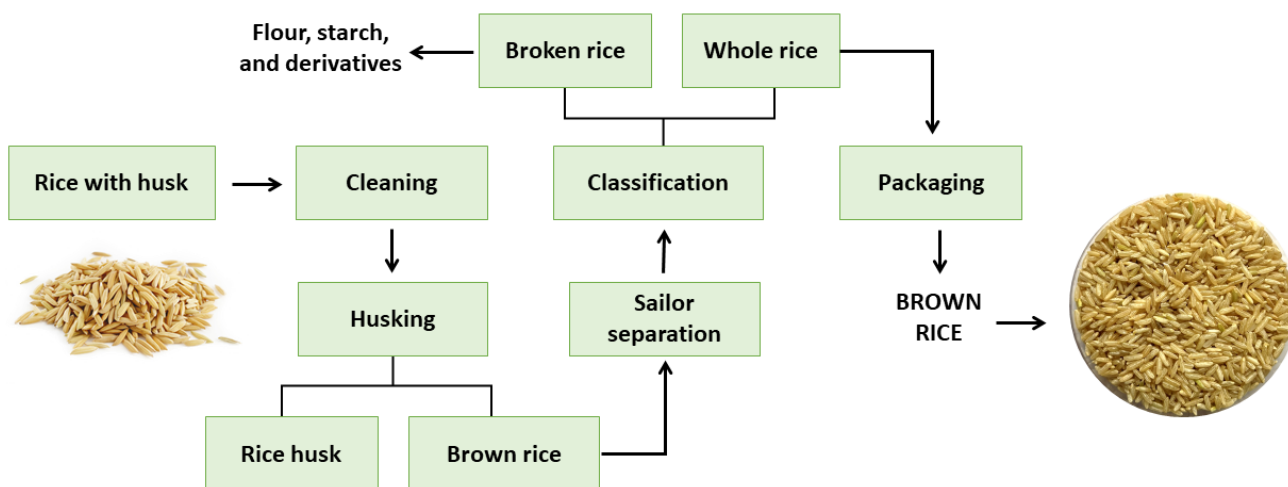 Flour, starch,
and derivatives
Broken rice
Whole rice
Rice with husk
Cleaning
Classification
Packaging
Husking
Sailor
separation
BROWN
RICE
Rice husk
Brown rice